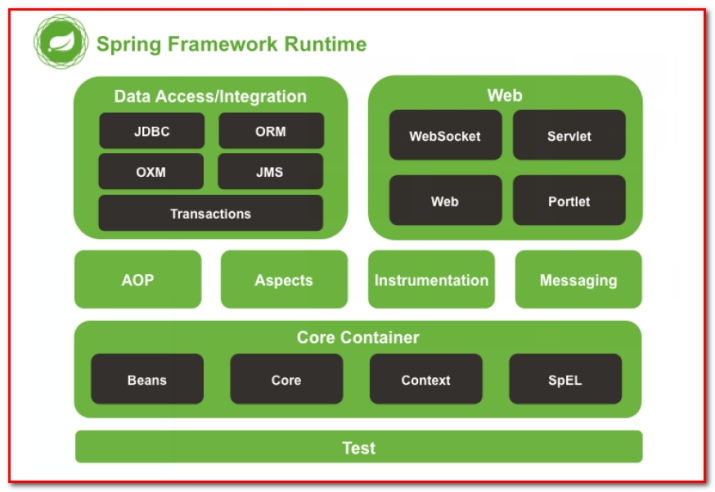 Spring Framework Runtime
Data Access/Integration
JDBC
ORM
OXM
JMS
Transactions
Web
WebSocket
Servlet
Web
Portlet
AOP
Aspects
Instrumentation
Messaging
Core Container
Beans
Core
Context
SpEL
Test